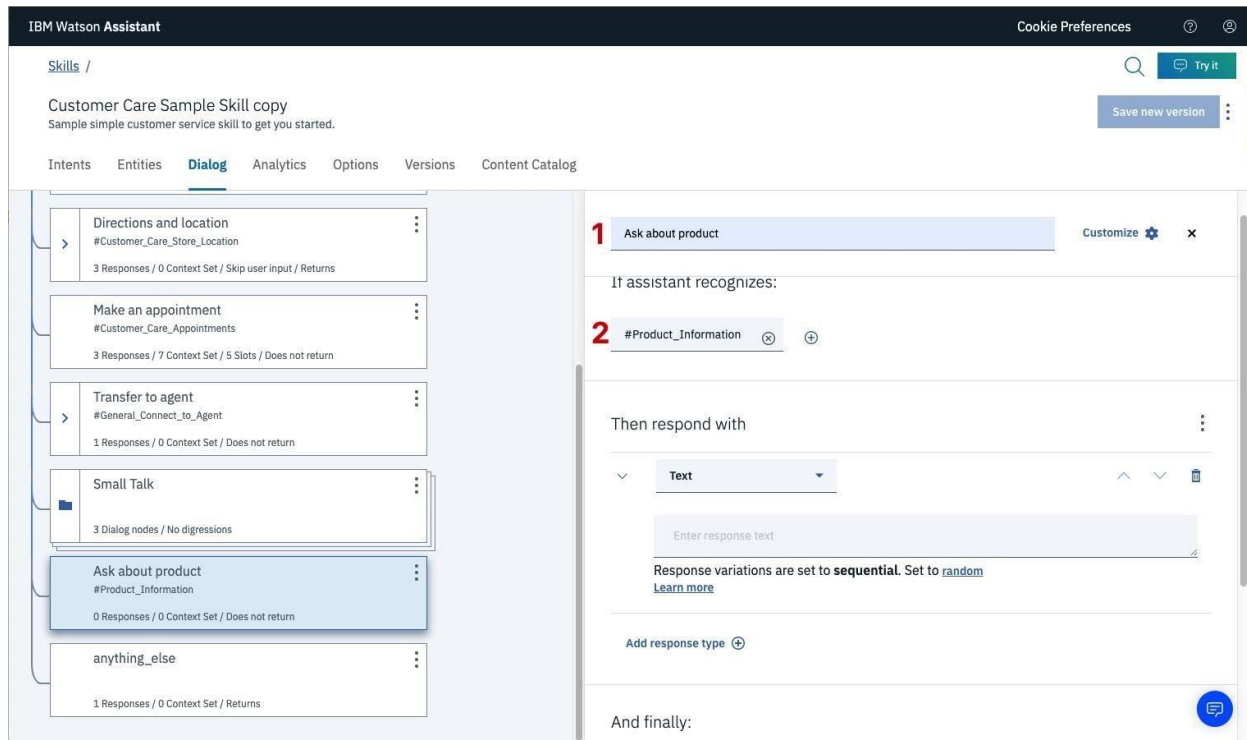 IBM Watson Assistant
Cookie Preferences
Skills /
Try it
Customer Care Sample Skill copy
Sample simple customer service skill to get you started.
Save new version
Intents Entities Dialog Analytics Options Versions Content Catalog
Directions and location
#Customer_Care_Store_Location
3 Responses / 0 Context Set / Skip user input / Returns
Make an appointment
#Customer_Care_Appointments
3 Responses / 7 Context Set / 5 Slots / Does not return
Transfer to agent
#General_Connect_to_Agent
1 Responses / 0 Context Set / Does not return
Small Talk
3 Dialog nodes / No digressions
Ask about product
#Product_Information
0 Responses / 0 Context Set / Does not return
anything_else
1 Responses / 0 Context Set / Returns
1 Ask about product
Customize
If assistant recognizes:
2 #Product_Information
Then respond with
Text
Enter response text
Response variations are set to sequential. Set to random
Learn more
Add response type
And finally: